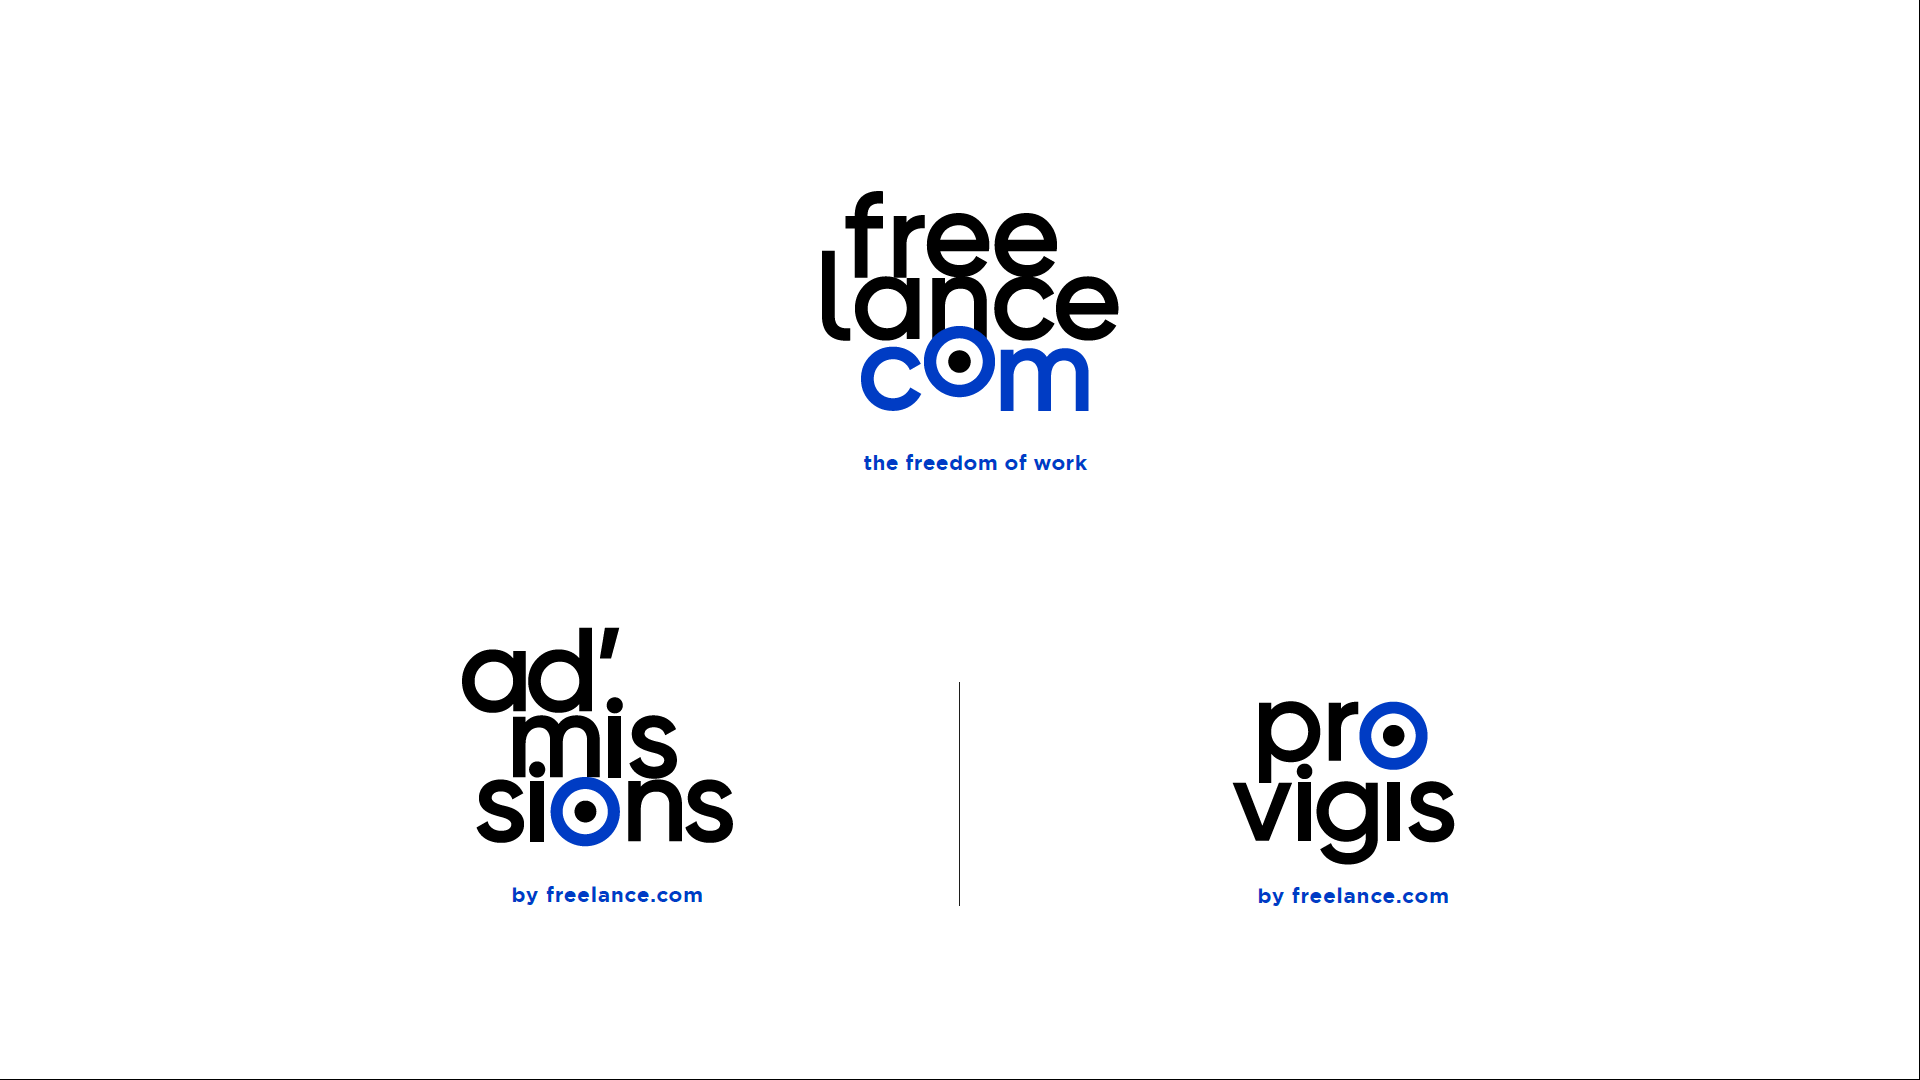 free
lance
com
the freedom of work
ad'
mis
sions
by freelance.com
pro
vigis
by freelance.com